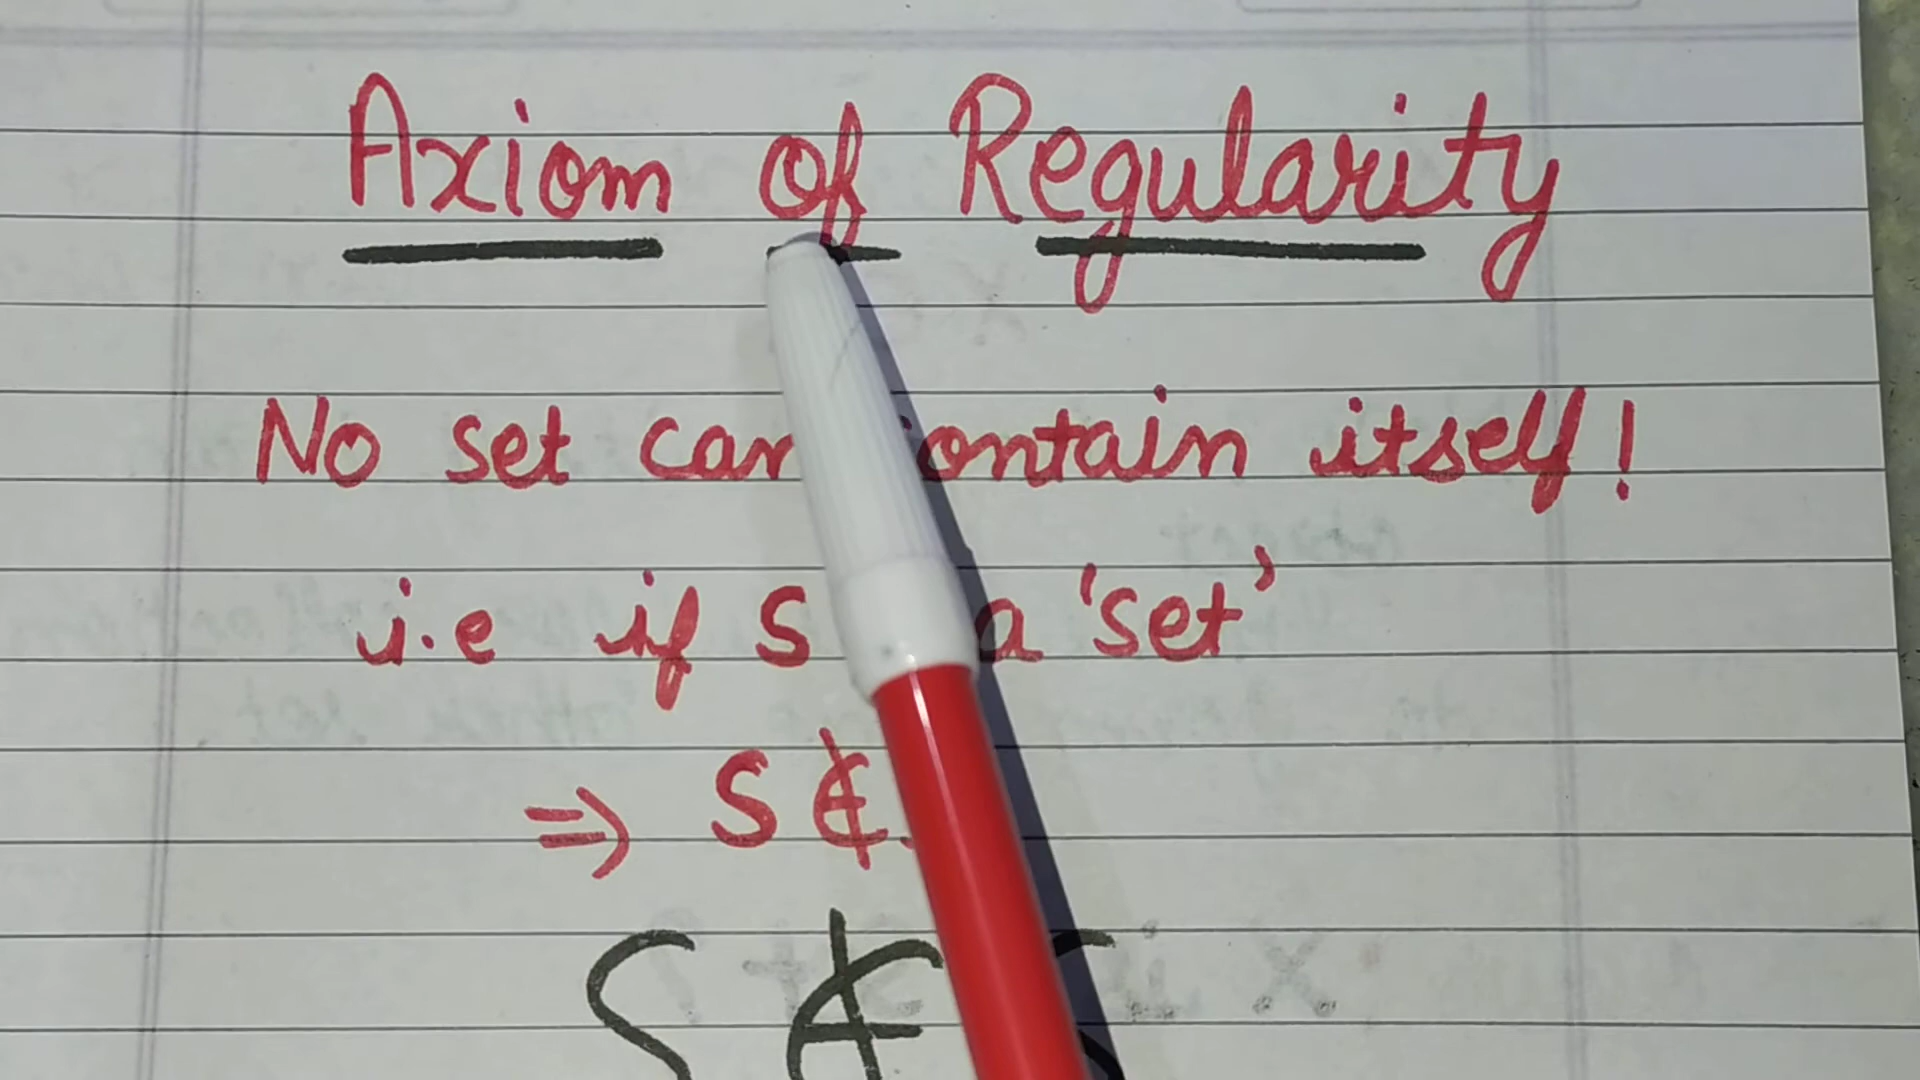 Axiom of Regularity
No set can contain itself!
i.e if S a 'set'
⇒ S ∉
S ∉ S